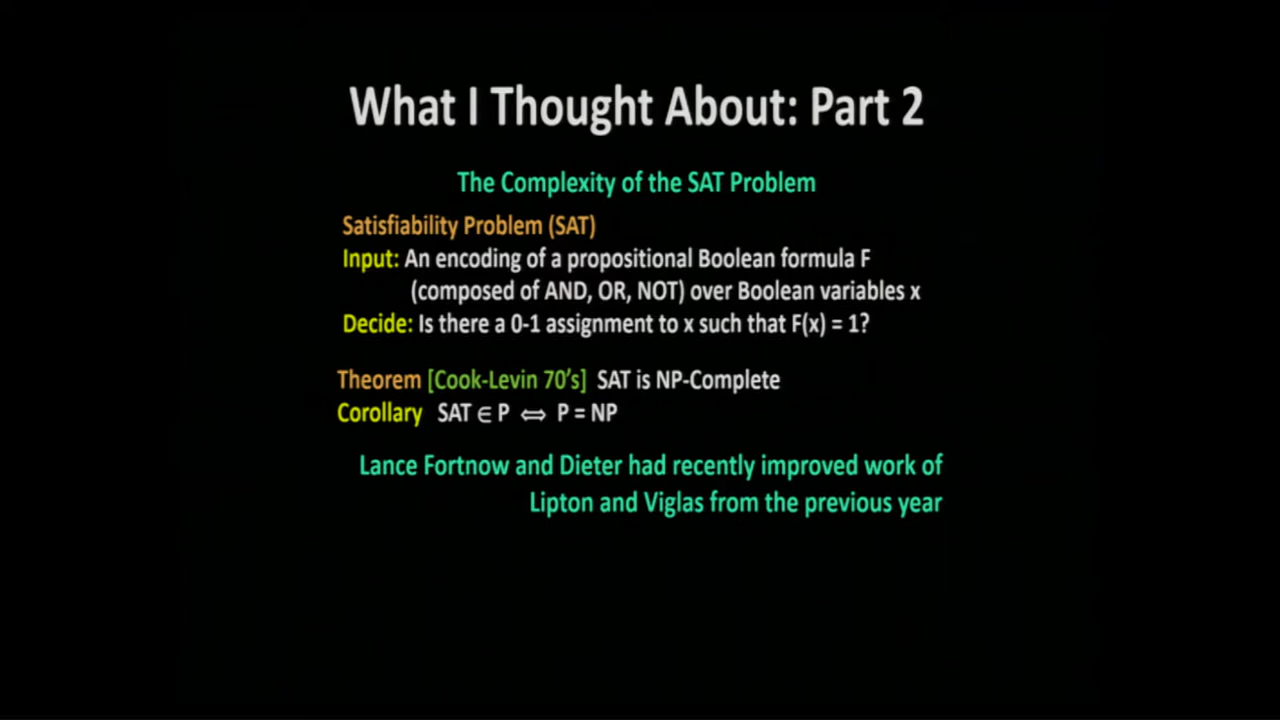 What I Thought About: Part 2
The Complexity of the SAT Problem
Satisfiability Problem (SAT)
Input: An encoding of a propositional Boolean formula F
(composed of AND, OR, NOT) over Boolean variables x
Decide: Is there a 0-1 assignment to x such that F(x) = 1?
Theorem [Cook-Levin 70's] SAT is NP-Complete
Corollary SAT ∈ P ⇔ P = NP
Lance Fortnow and Dieter had recently improved work of
Lipton and Viglas from the previous year